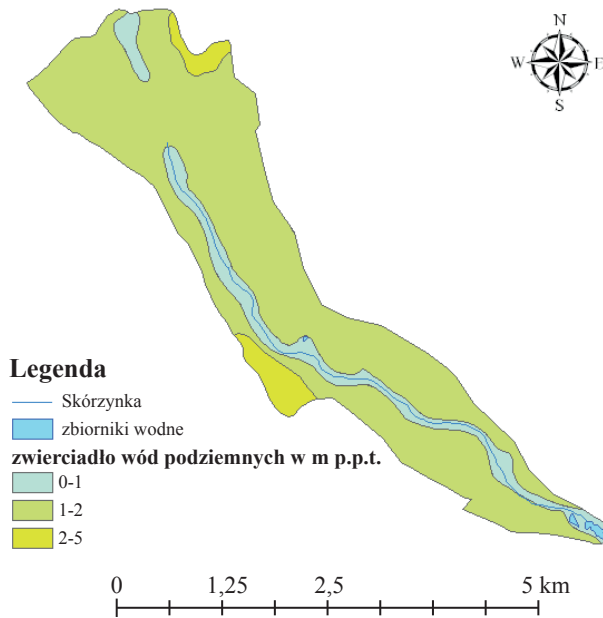 N
W E
S
Legenda
Skórzynka
zbiorniki wodne
zwierciadło wód podziemnych w m p.p.t.
0-1
1-2
2-5
0 1,25 2,5 5 km